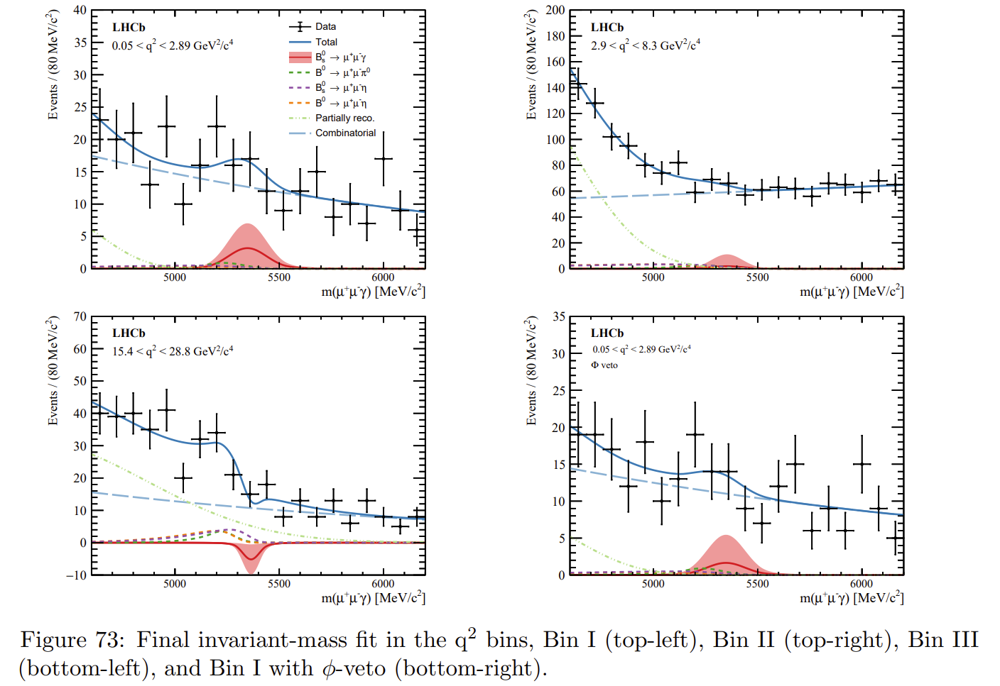 LHCb
0.05 < q² < 2.89 GeV²/c⁴
Data
Total
B⁰ₛ → μ⁺μ⁻γ
B⁰ → μ⁺μ⁻π⁰
B⁰ₛ → μ⁺μ⁻η
B⁰ → μ⁺μ⁻η
Partially reco.
Combinatorial
Events / (80 MeV/c²)
40
35
30
25
20
15
10
5
0
5000 5500 6000
m(μ⁺μ⁻γ) [MeV/c²]
LHCb
2.9 < q² < 8.3 GeV²/c⁴
Events / (80 MeV/c²)
200
180
160
140
120
100
80
60
40
20
0
5000 5500 6000
m(μ⁺μ⁻γ) [MeV/c²]
LHCb
15.4 < q² < 28.8 GeV²/c⁴
Events / (80 MeV/c²)
70
60
50
40
30
20
10
0
−10
5000 5500 6000
m(μ⁺μ⁻γ) [MeV/c²]
LHCb
0.05 < q² < 2.89 GeV²/c⁴
Φ veto
Events / (80 MeV/c²)
35
30
25
20
15
10
5
0
5000 5500 6000
m(μ⁺μ⁻γ) [MeV/c²]
Figure 73: Final invariant-mass fit in the q² bins, Bin I (top-left), Bin II (top-right), Bin III
(bottom-left), and Bin I with ϕ-veto (bottom-right).